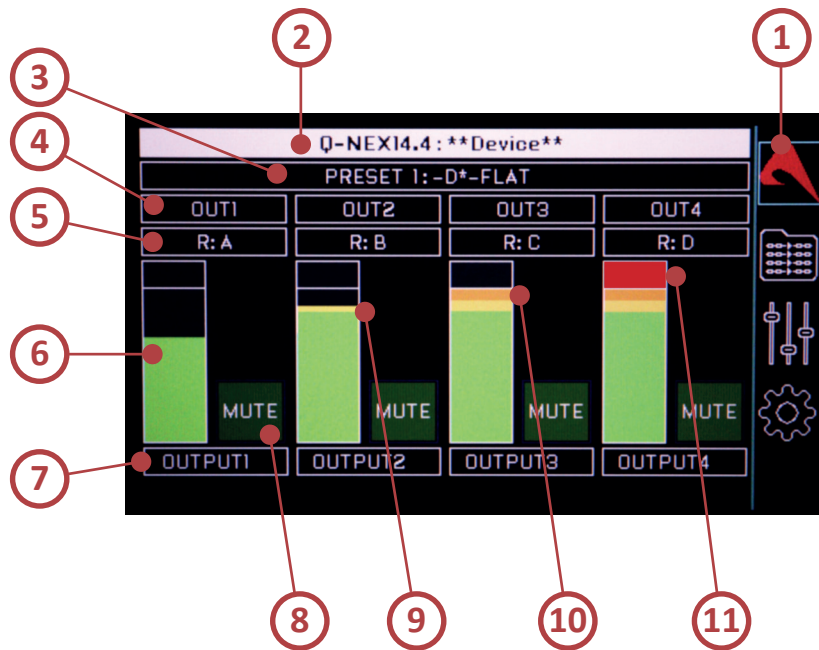 2
1
3
4
5
6
7
8
9
10
11
Q-NEX14.4: **Device**
PRESET 1:-D*-FLAT
OUT1 OUT2 OUT3 OUT4
R: A R: B R: C R: D
MUTE MUTE MUTE MUTE
OUTPUT1 OUTPUT2 OUTPUT3 OUTPUT4